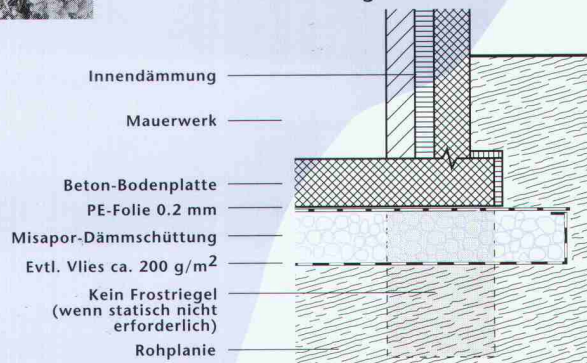 Innendämmung
Mauerwerk
Beton-Bodenplatte
PE-Folie 0.2 mm
Misapor-Dämmschüttung
Evtl. Vlies ca. 200 g/m²
Kein Frostriegel
(wenn statisch nicht
erforderlich)
Rohplanie